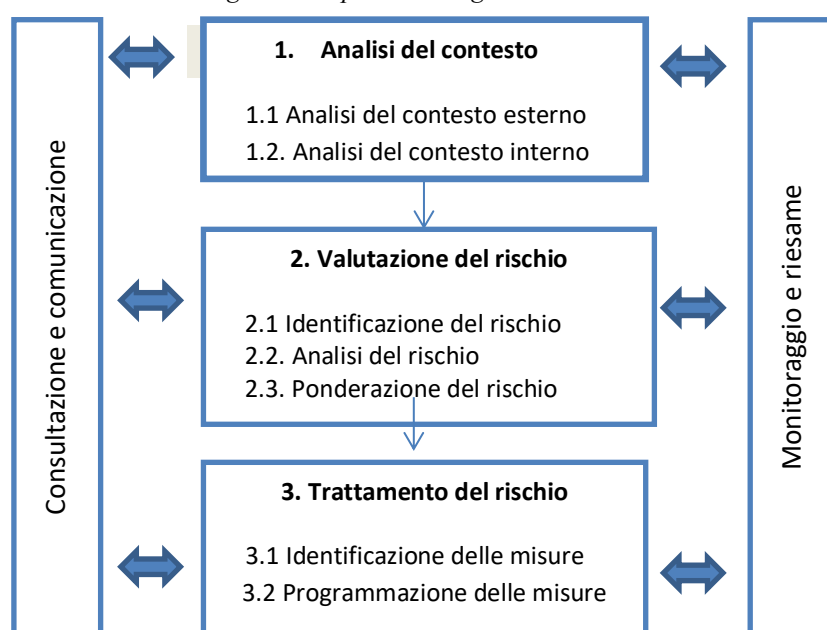 1. Analisi del contesto
1.1 Analisi del contesto esterno
1.2. Analisi del contesto interno
2. Valutazione del rischio
2.1 Identificazione del rischio
2.2. Analisi del rischio
2.3. Ponderazione del rischio
3. Trattamento del rischio
3.1 Identificazione delle misure
3.2 Programmazione delle misure
Consultazione e comunicazione
Monitoraggio e riesame